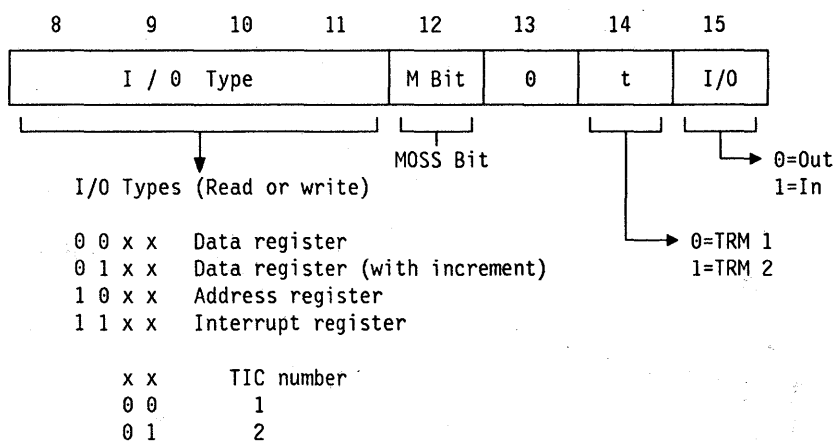 8 9 10 11 12 13 14 15
I / 0 Type M Bit 0 t I/O
MOSS Bit
0=Out
1=In
I/O Types (Read or write)
0 0 x x Data register
0 1 x x Data register (with increment)
1 0 x x Address register
1 1 x x Interrupt register
0=TRM 1
1=TRM 2
x x TIC number
0 0 1
0 1 2